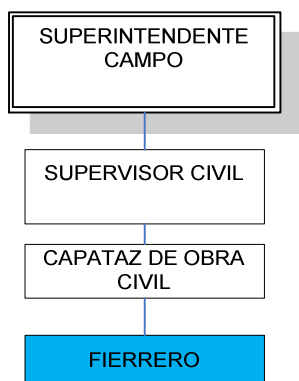 SUPERINTENDENTE
CAMPO
SUPERVISOR CIVIL
CAPATAZ DE OBRA
CIVIL
FIERRERO